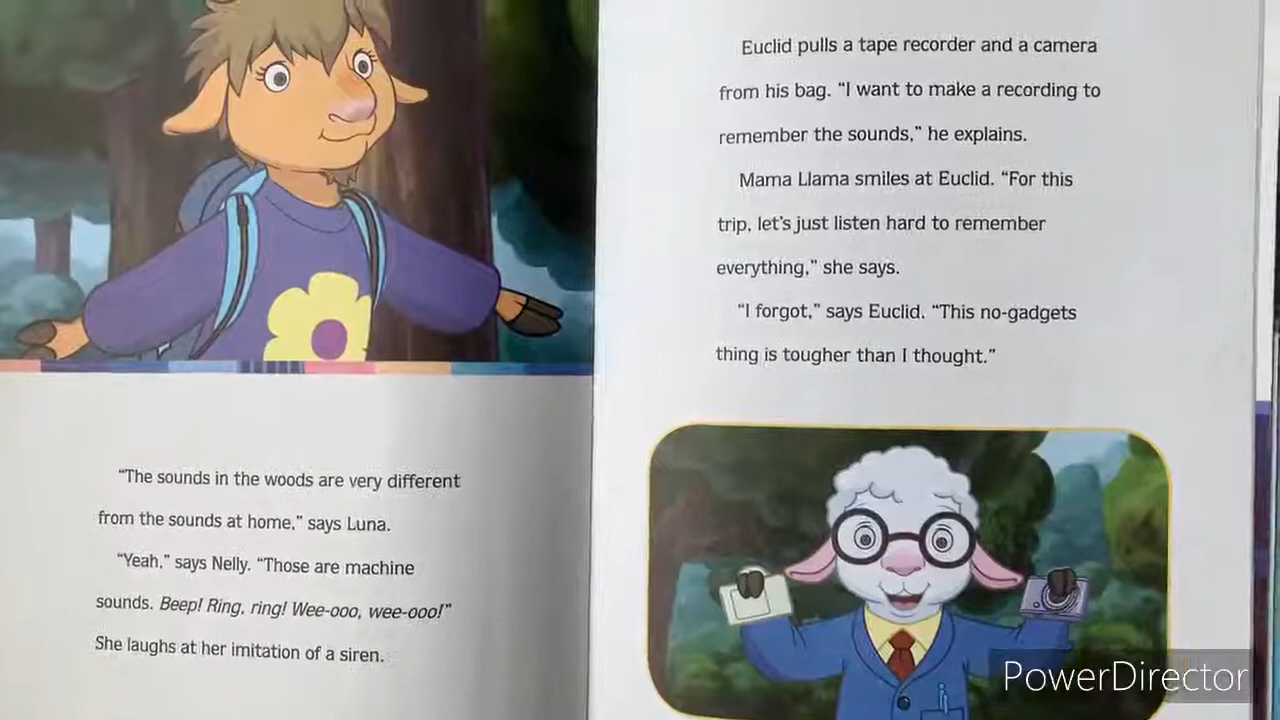 “The sounds in the woods are very different
from the sounds at home,” says Luna.
“Yeah,” says Nelly. “Those are machine
sounds. Beep! Ring, ring! Wee-ooo, wee-ooo!”
She laughs at her imitation of a siren.
Euclid pulls a tape recorder and a camera
from his bag. “I want to make a recording to
remember the sounds,” he explains.
Mama Llama smiles at Euclid. “For this
trip, let’s just listen hard to remember
everything,” she says.
“I forgot,” says Euclid. “This no-gadgets
thing is tougher than I thought.”
PowerDirector